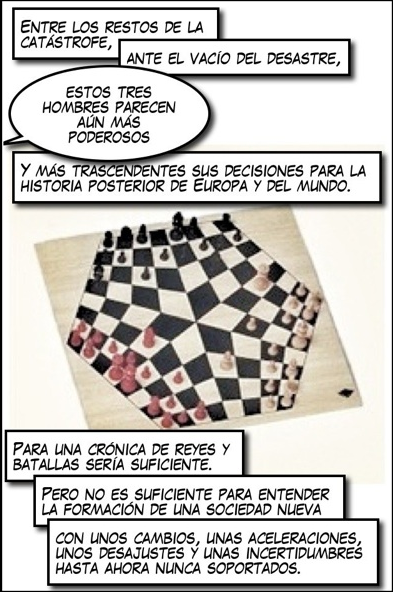 Entre los restos de la
catástrofe,
ante el vacío del desastre,
estos tres
hombres parecen
aún más
poderosos
Y más trascendentes sus decisiones para la
historia posterior de Europa y del mundo.
Para una crónica de reyes y
batallas sería suficiente.
Pero no es suficiente para entender
la formación de una sociedad nueva
con unos cambios, unas aceleraciones,
unos desajustes y unas incertidumbres
hasta ahora nunca soportados.